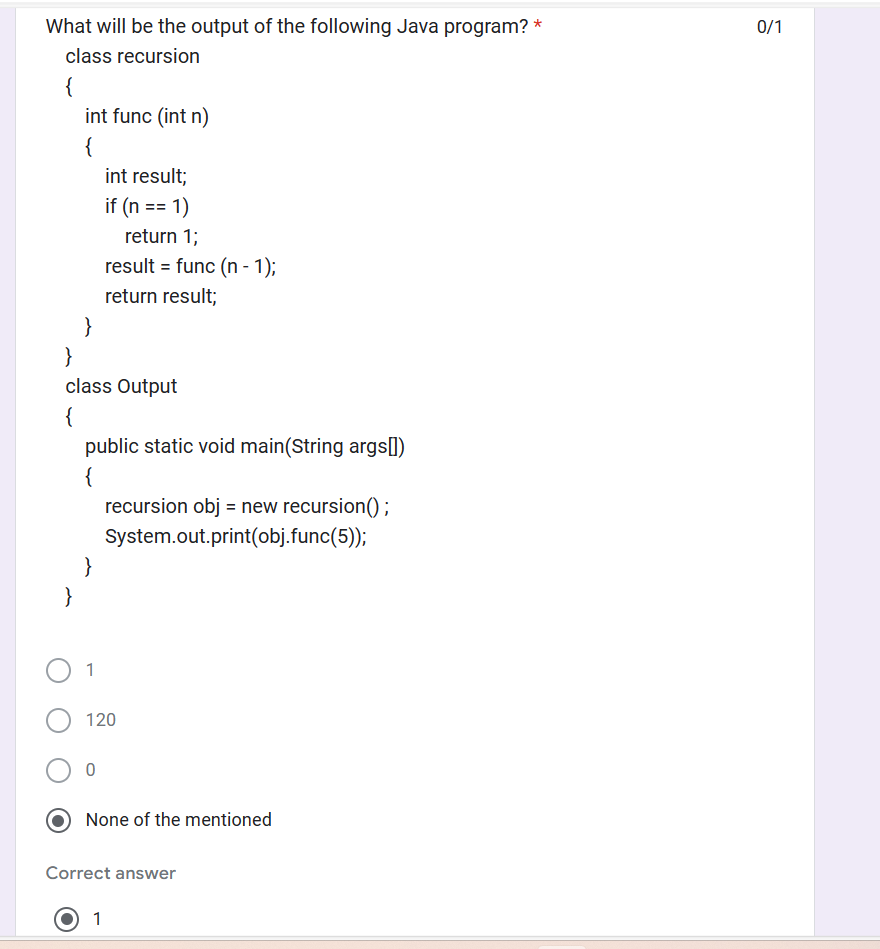 What will be the output of the following Java program? *
0/1
class recursion
{
int func (int n)
{
int result;
if (n == 1)
return 1;
result = func (n - 1);
return result;
}
}
class Output
{
public static void main(String args[])
{
recursion obj = new recursion() ;
System.out.print(obj.func(5));
}
}
1
120
0
None of the mentioned
Correct answer
1